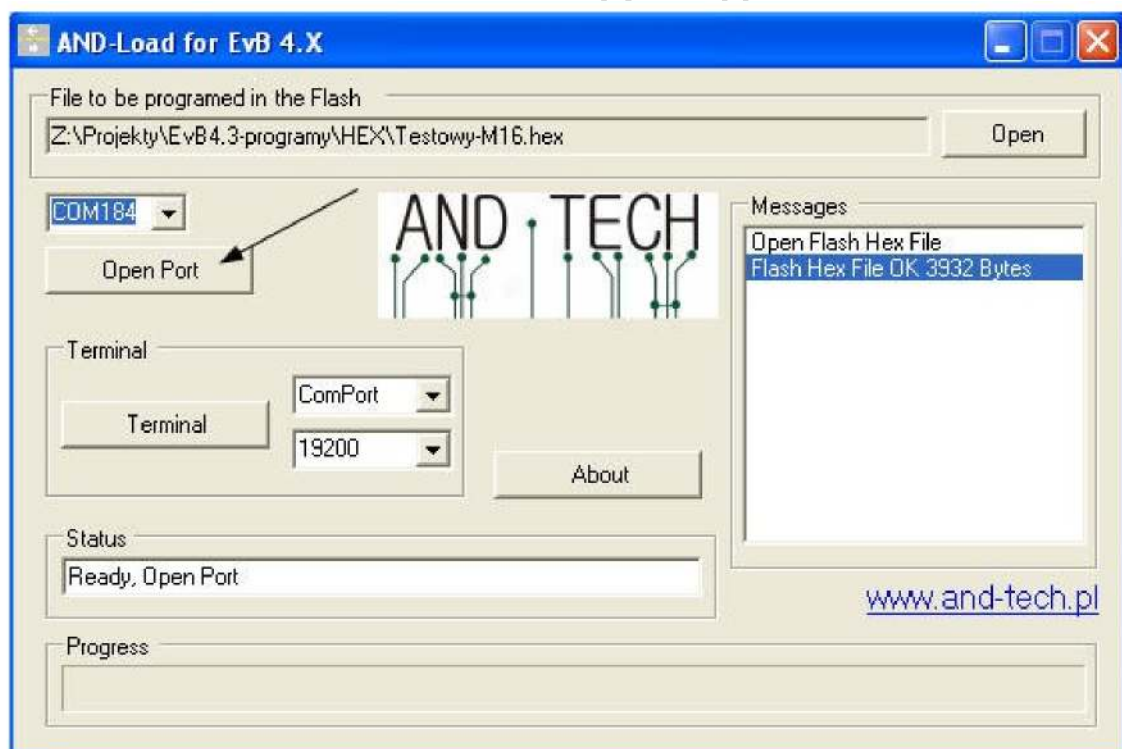 AND-Load for EvB 4.X
File to be programed in the Flash
Z:\Projekty\EvB4.3-programy\HEX\Testowy-M16.hex
Open
COM184
Open Port
AND TECH
Messages
Open Flash Hex File
Flash Hex File OK 3932 Bytes
Terminal
Terminal
ComPort
19200
About
Status
Ready, Open Port
www.and-tech.pl
Progress